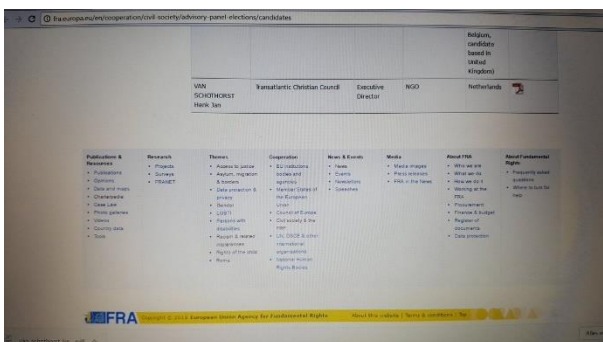 fra.europa.eu/en/cooperation/civil-society/advisory-panel-elections/candidates
Belgium,
candidate
based in
United
Kingdom)
VAN
SCHOTHORST
Henk Jan
Transatlantic Christian Council
Executive
Director
NGO
Netherlands
Publications &
Resources
Publications
Opinions
Data and maps
Charterpedia
Case Law
Photo galleries
Videos
Country data
Tools
Research
Projects
Surveys
FRANET
Themes
Access to justice
Asylum, migration
& borders
Data protection &
privacy
Gender
LGBTI
Persons with
disabilities
Racism & related
intolerances
Rights of the child
Roma
Cooperation
EU institutions
bodies and
agencies
Member States of
the European
Union
Council of Europe
Civil society & the
FRP
UN, OSCE & other
international
organisations
National Human
Rights Bodies
News & Events
News
Events
Newsletters
Speeches
Media
Media images
Press releases
FRA in the News
About FRA
Who we are
What we do
How we do it
Working at the
FRA
Procurement
Finance & budget
Register of
documents
Data protection
About Fundamental
Rights
Frequently asked
questions
Where to turn for
help
FRA
European Union Agency for Fundamental Rights
About this website | Terms & conditions |